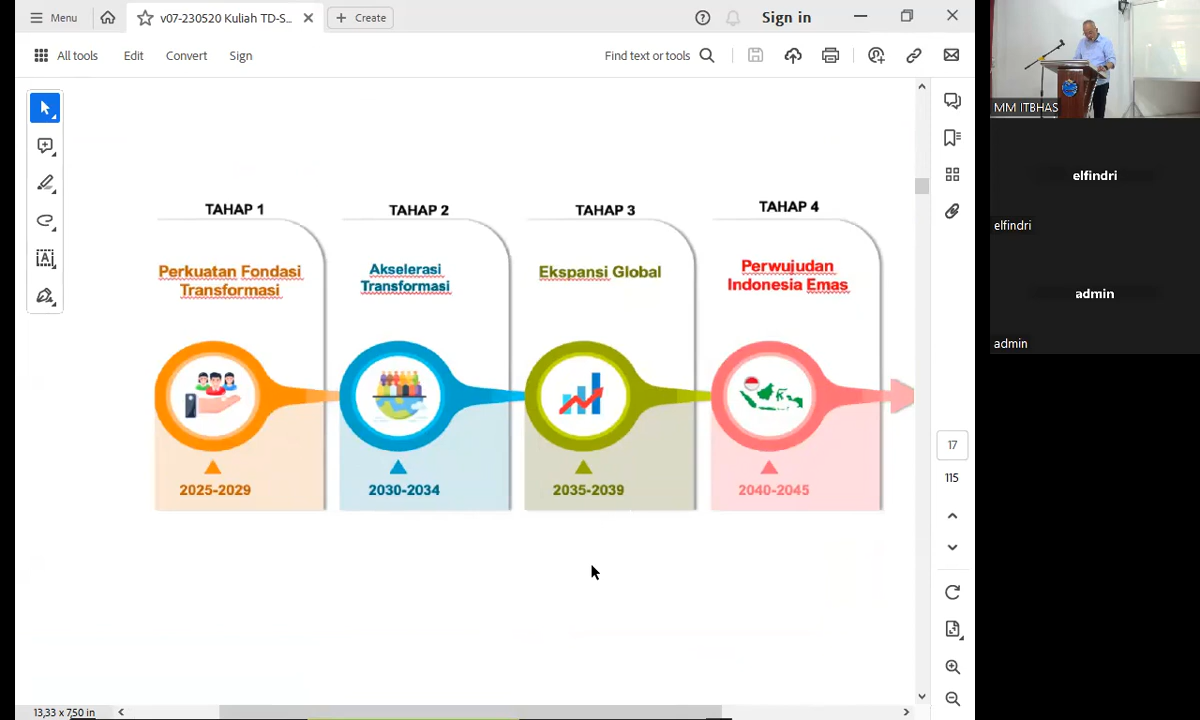 Menu
v07-230520 Kuliah TD-S...
Create
Sign in
All tools
Edit
Convert
Sign
Find text or tools
TAHAP 1
TAHAP 2
TAHAP 3
TAHAP 4
Perkuatan Fondasi
Transformasi
Akselerasi
Transformasi
Ekspansi Global
Perwujudan
Indonesia Emas
2025-2029
2030-2034
2035-2039
2040-2045
17
115
13,33 x 7,50 in
MM ITBHAS
elfindri
elfindri
admin
admin